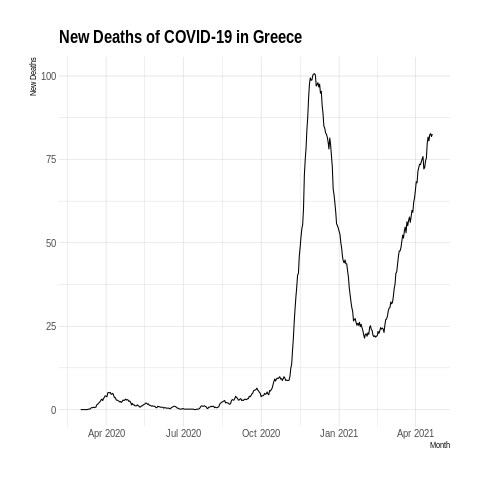 New Deaths of COVID-19 in Greece
New Deaths
100
75
50
25
0
Apr 2020
Jul 2020
Oct 2020
Jan 2021
Apr 2021
Month